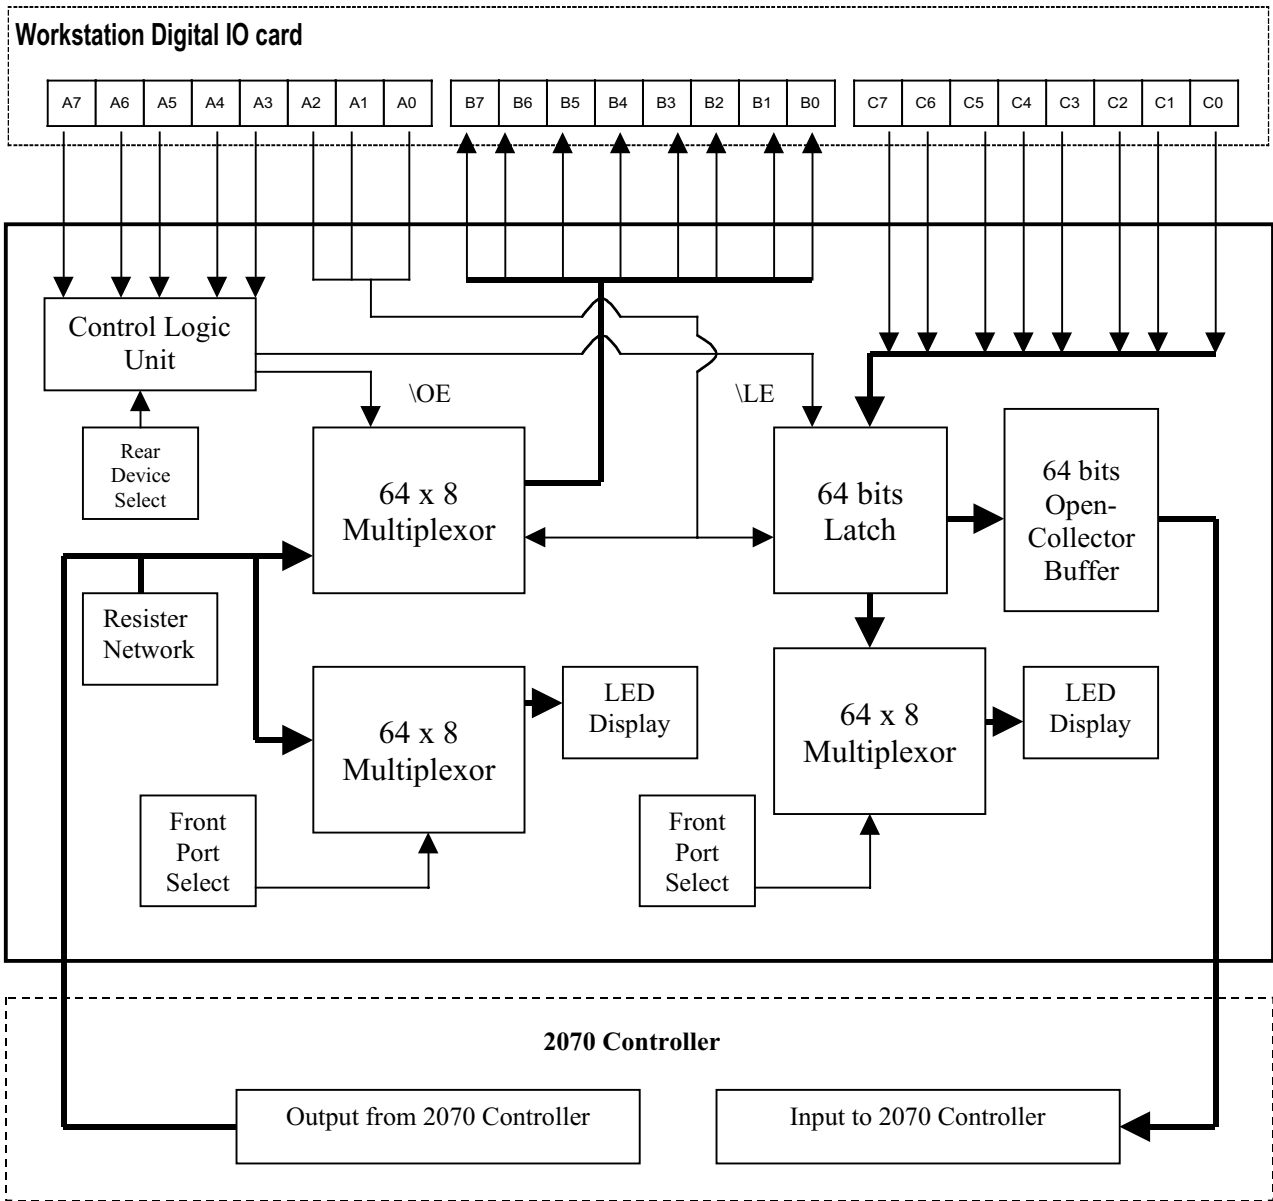 Workstation Digital IO card
A7 A6 A5 A4 A3 A2 A1 A0 B7 B6 B5 B4 B3 B2 B1 B0 C7 C6 C5 C4 C3 C2 C1 C0
Control Logic
Unit
\OE
\LE
Rear
Device
Select
64 x 8
Multiplexor
64 bits
Latch
64 bits
Open-
Collector
Buffer
Resister
Network
64 x 8
Multiplexor
LED
Display
64 x 8
Multiplexor
LED
Display
Front
Port
Select
Front
Port
Select
2070 Controller
Output from 2070 Controller
Input to 2070 Controller